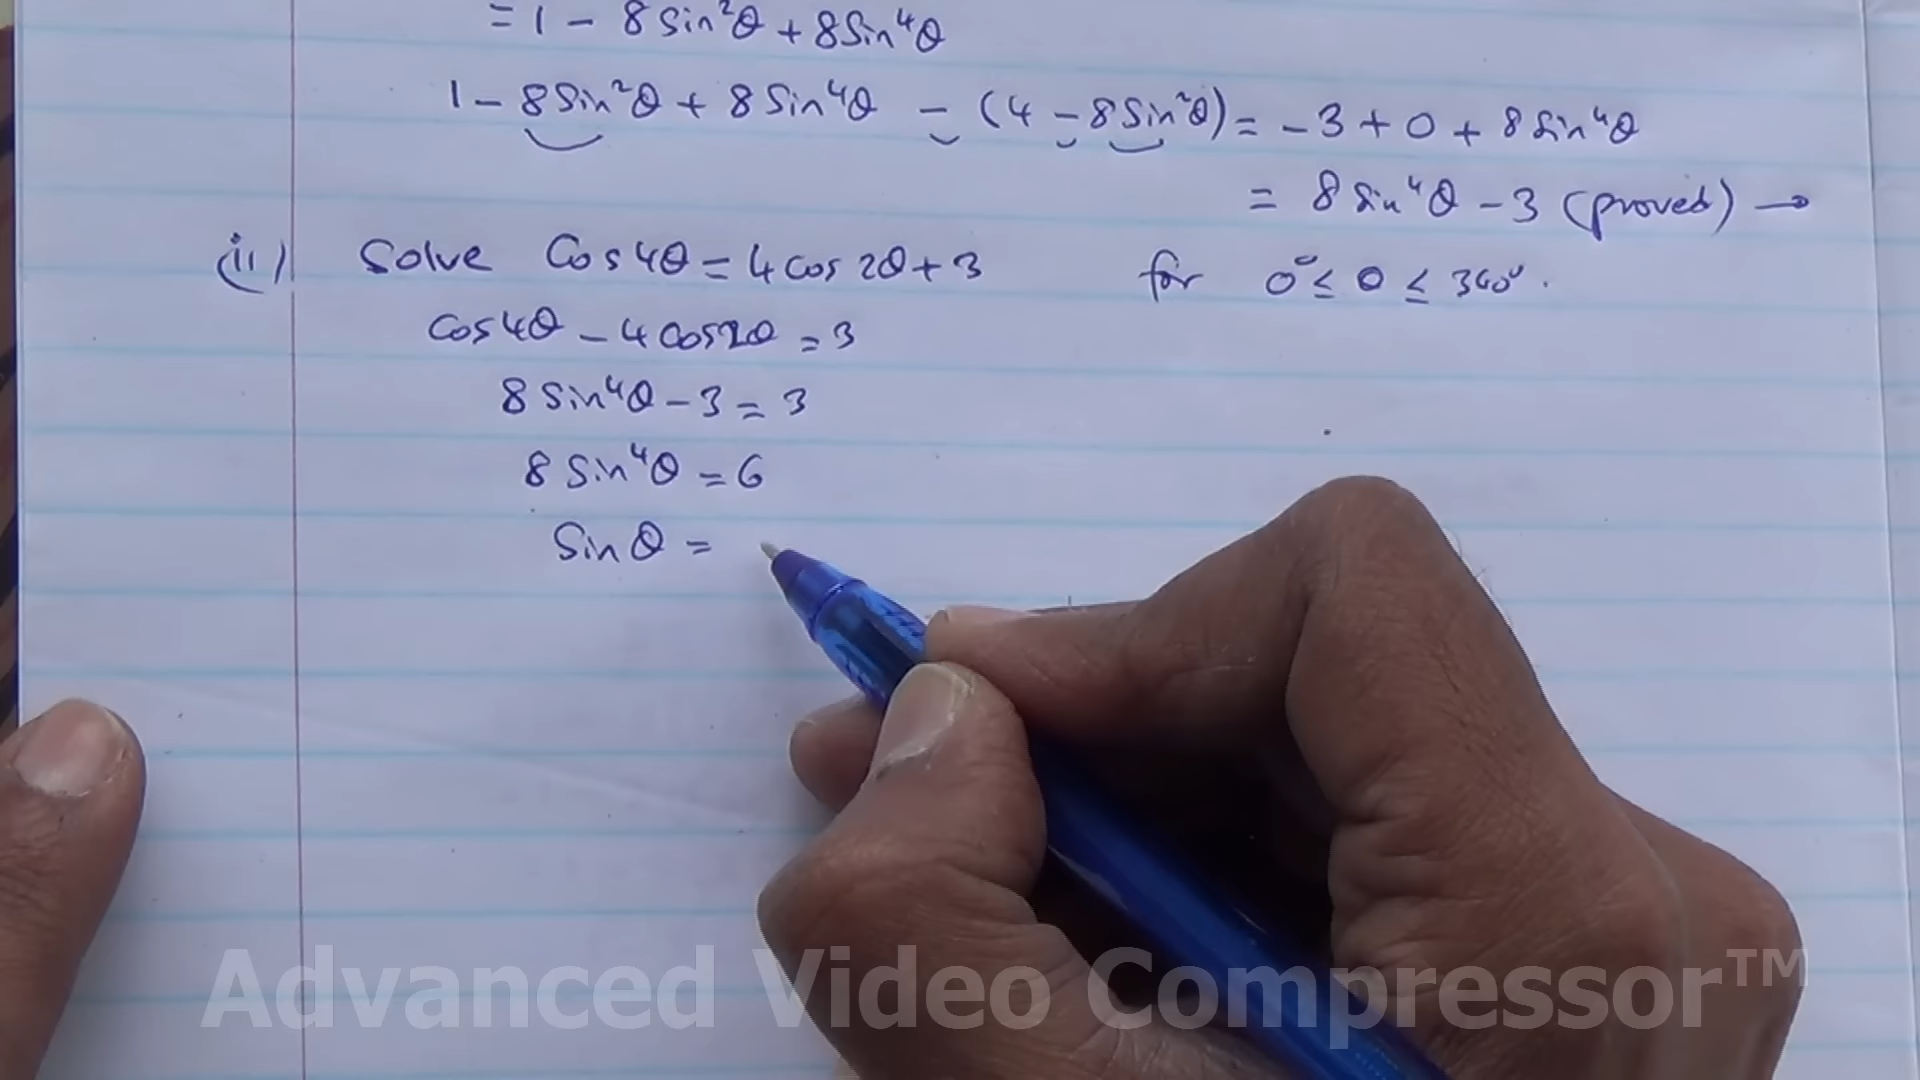 = 1 - 8 Sin²θ + 8 Sin⁴θ
1 - 8 Sin²θ + 8 Sin⁴θ - (4 - 8 Sin²θ) = -3 + 0 + 8 Sin⁴θ
= 8 Sin⁴θ - 3 (proved) →
(ii) Solve Cos 4θ = 4 cos 2θ + 3 for 0° ≤ θ ≤ 360°.
Cos 4θ - 4 Cos 2θ = 3
8 Sin⁴θ - 3 = 3
8 Sin⁴θ = 6
Sin θ =
Advanced Video Compressor™